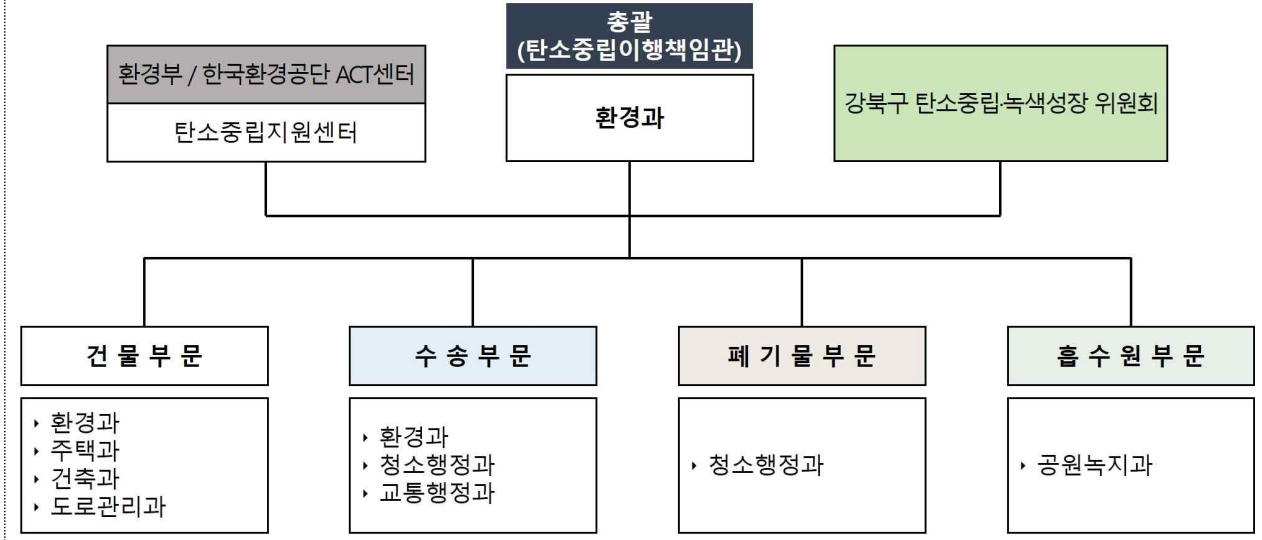 총괄
(탄소중립이행책임관)
환경과
환경부 / 한국환경공단 ACT센터
탄소중립지원센터
강북구 탄소중립·녹색성장 위원회
건 물 부 문
‣ 환경과
‣ 주택과
‣ 건축과
‣ 도로관리과
수 송 부 문
‣ 환경과
‣ 청소행정과
‣ 교통행정과
폐 기 물 부 문
‣ 청소행정과
흡 수 원 부 문
‣ 공원녹지과